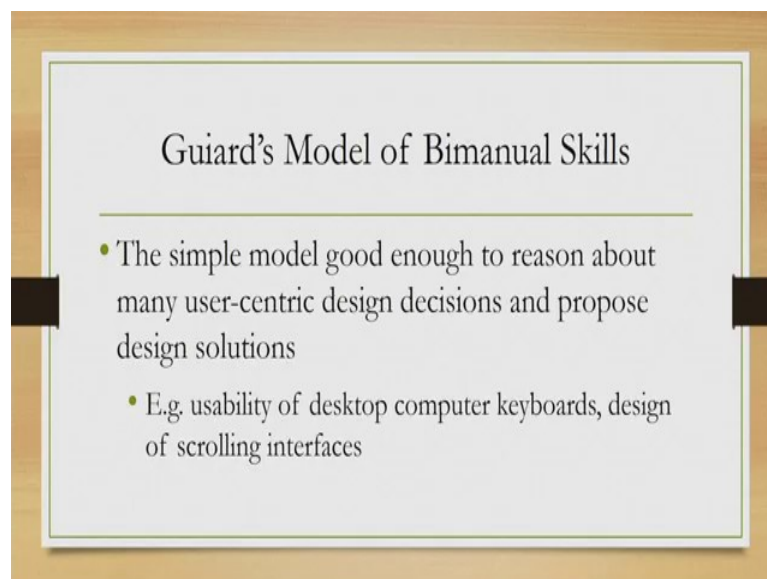 Guiard's Model of Bimanual Skills
• The simple model good enough to reason about
many user-centric design decisions and propose
design solutions
• E.g. usability of desktop computer keyboards, design
of scrolling interfaces